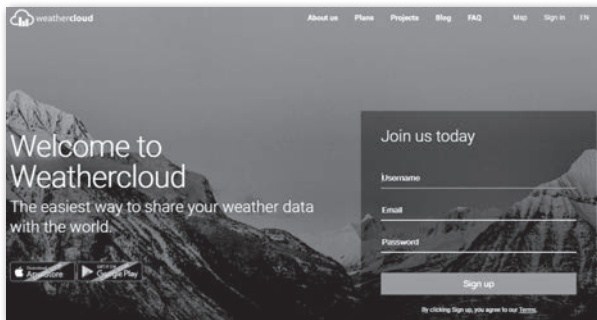 weathercloud
About us Plans Projects Blog FAQ Map Sign in EN
Welcome to
Weathercloud
The easiest way to share your weather data
with the world.
Join us today
Username
Email
Password
App Store
Google Play
Sign up
By clicking Sign up, you agree to our Terms.